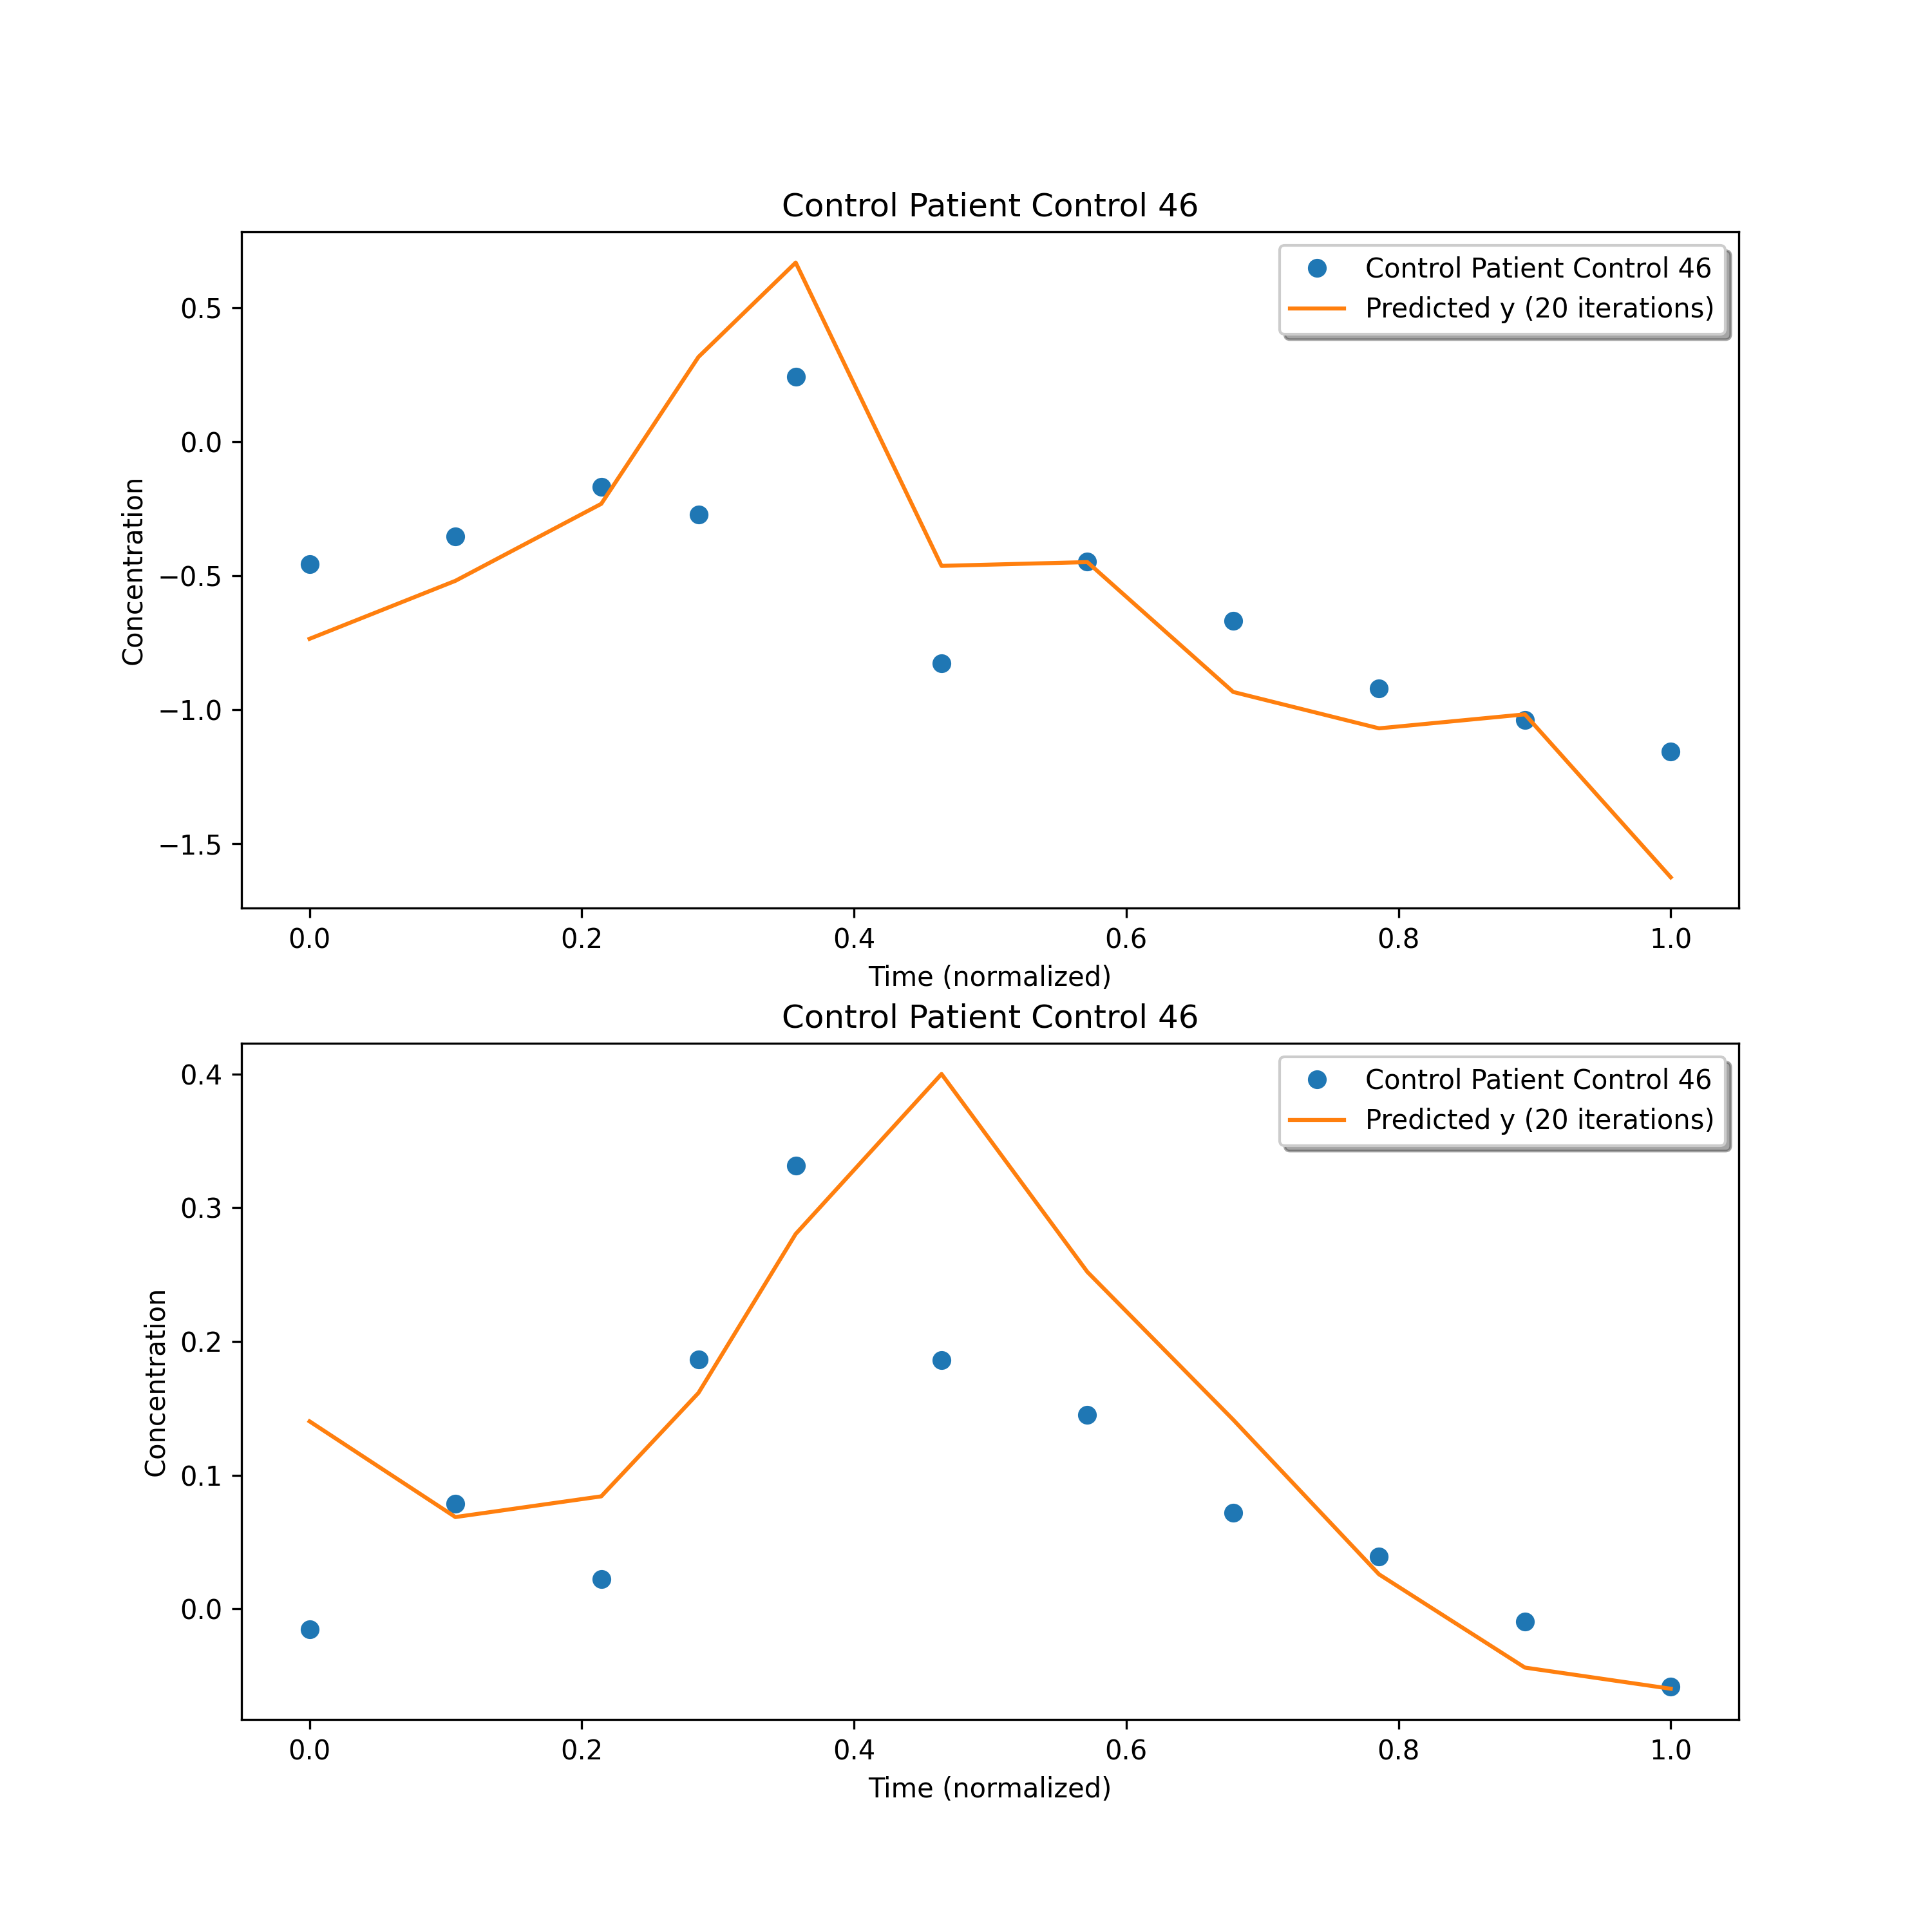 Control Patient Control 46
Control Patient Control 46
Predicted y (20 iterations)
0.5
0.0
−0.5
−1.0
−1.5
Concentration
0.0 0.2 0.4 0.6 0.8 1.0
Time (normalized)
Control Patient Control 46
Control Patient Control 46
Predicted y (20 iterations)
0.4
0.3
0.2
0.1
0.0
Concentration
0.0 0.2 0.4 0.6 0.8 1.0
Time (normalized)